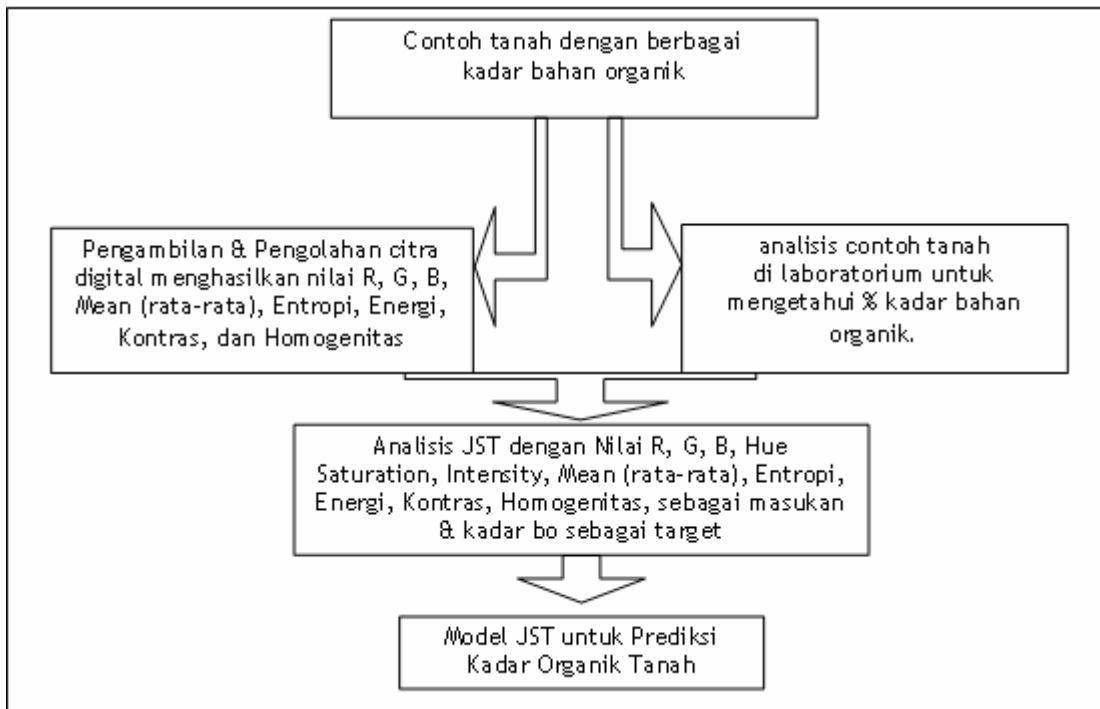 Contoh tanah dengan berbagai
kadar bahan organik
Pengambilan & Pengolahan citra
digital menghasilkan nilai R, G, B,
Mean (rata-rata), Entropi, Energi,
Kontras, dan Homogenitas
analisis contoh tanah
di laboratorium untuk
mengetahui % kadar bahan
organik.
Analisis JST dengan Nilai R, G, B, Hue
Saturation, Intensity, Mean (rata-rata), Entropi,
Energi, Kontras, Homogenitas, sebagai masukan
& kadar bo sebagai target
Model JST untuk Prediksi
Kadar Organik Tanah